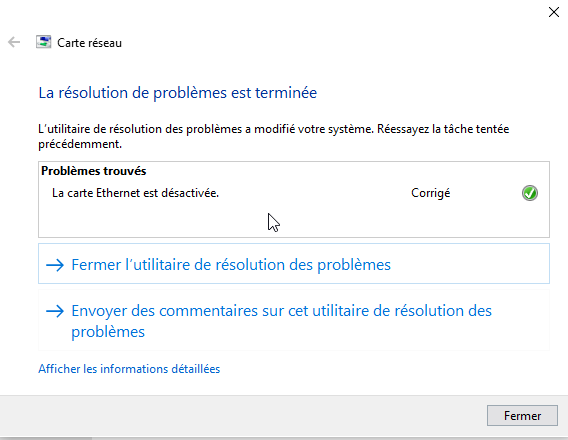 Carte réseau
La résolution de problèmes est terminée
L'utilitaire de résolution des problèmes a modifié votre système. Réessayez la tâche tentée
précédemment.
Problèmes trouvés
La carte Ethernet est désactivée. Corrigé
Fermer l'utilitaire de résolution des problèmes
Envoyer des commentaires sur cet utilitaire de résolution des
problèmes
Afficher les informations détaillées
Fermer